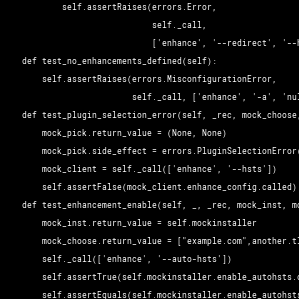 self.assertRaises(errors.Error,
self._call,
['enhance', '--redirect', '--h
def test_no_enhancements_defined(self):
self.assertRaises(errors.MisconfigurationError,
self._call, ['enhance', '-a', 'nul
def test_plugin_selection_error(self, _rec, mock_choose,
mock_pick.return_value = (None, None)
mock_pick.side_effect = errors.PluginSelectionError(
mock_client = self._call(['enhance', '--hsts'])
self.assertFalse(mock_client.enhance_config.called)
def test_enhancement_enable(self, _, _rec, mock_inst, mo
mock_inst.return_value = self.mockinstaller
mock_choose.return_value = ["example.com",another.tl
self._call(['enhance', '--auto-hsts'])
self.assertTrue(self.mockinstaller.enable_autohsts.c
self.assertEquals(self.mockinstaller.enable_autohsts